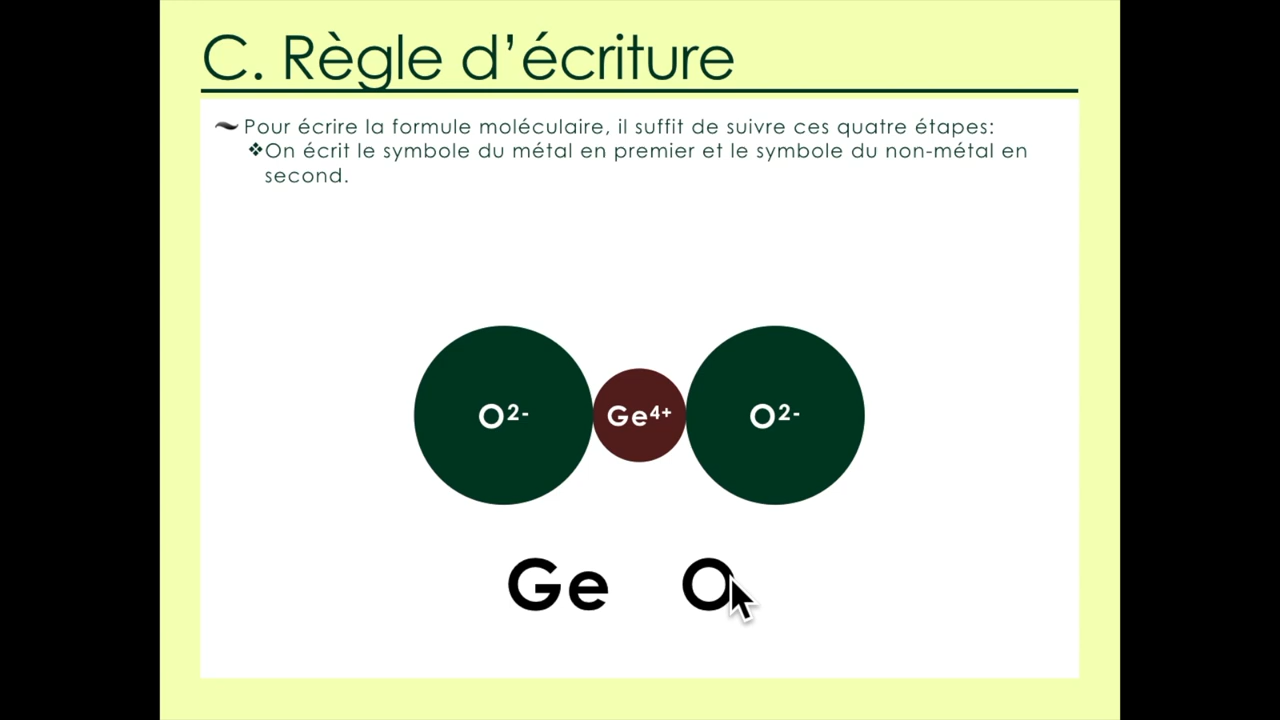 C. Règle d’écriture
Pour écrire la formule moléculaire, il suffit de suivre ces quatre étapes:
❖On écrit le symbole du métal en premier et le symbole du non-métal en
second.
O²⁻ Ge⁴⁺ O²⁻
Ge O